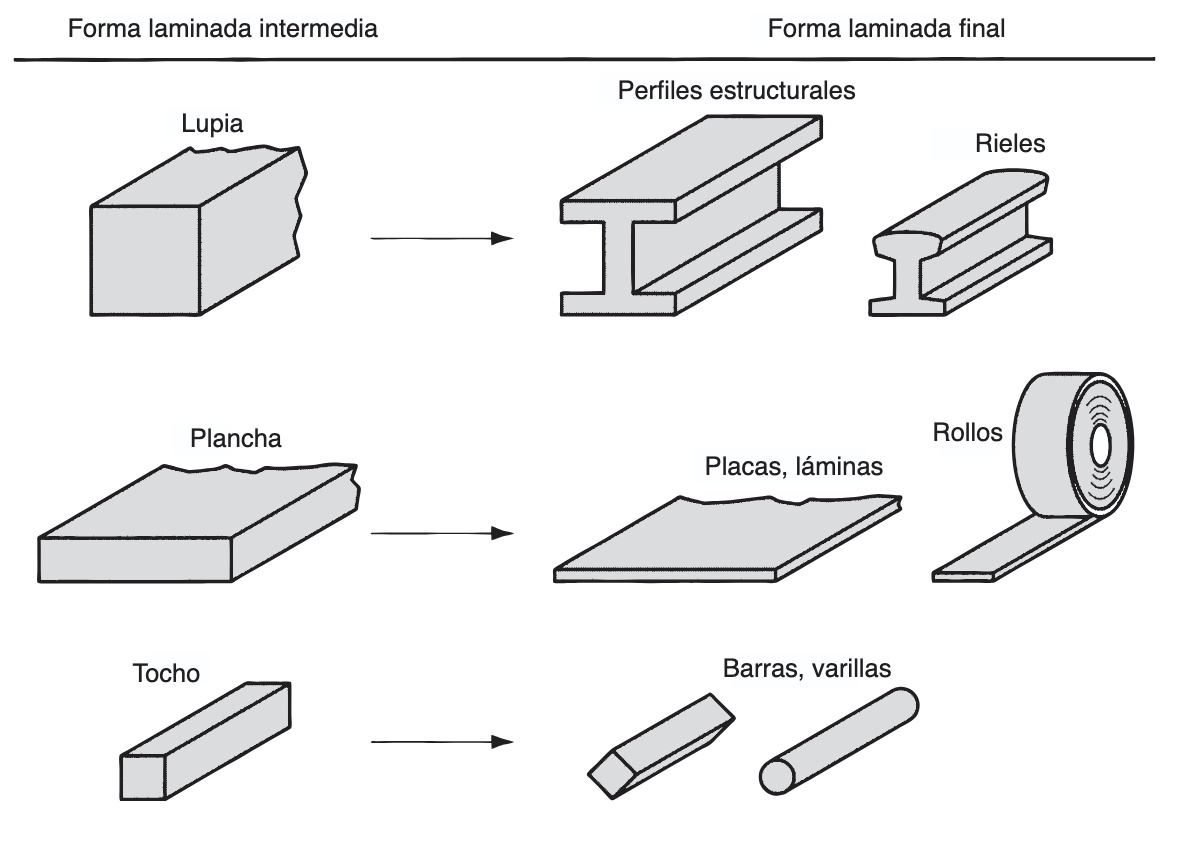 Forma laminada intermedia
Forma laminada final
Perfiles estructurales
Lupia
Rieles
Plancha
Rollos
Placas, láminas
Tocho
Barras, varillas